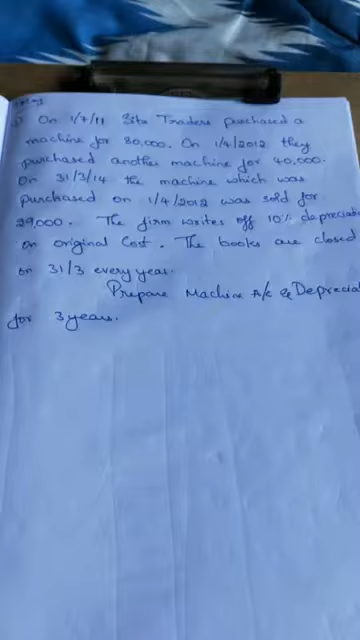 On 1/7/11 Sita Traders purchased a
machine for 80,000. On 1/4/2012 they
purchased another machine for 40,000.
On 31/3/14 the machine which was
purchased on 1/4/2012 was sold for
29,000. The firm writes off 10% depreciation
on original Cost. The books are closed
on 31/3 every year.
Prepare Machine A/c & Depreciat
for 3 years.